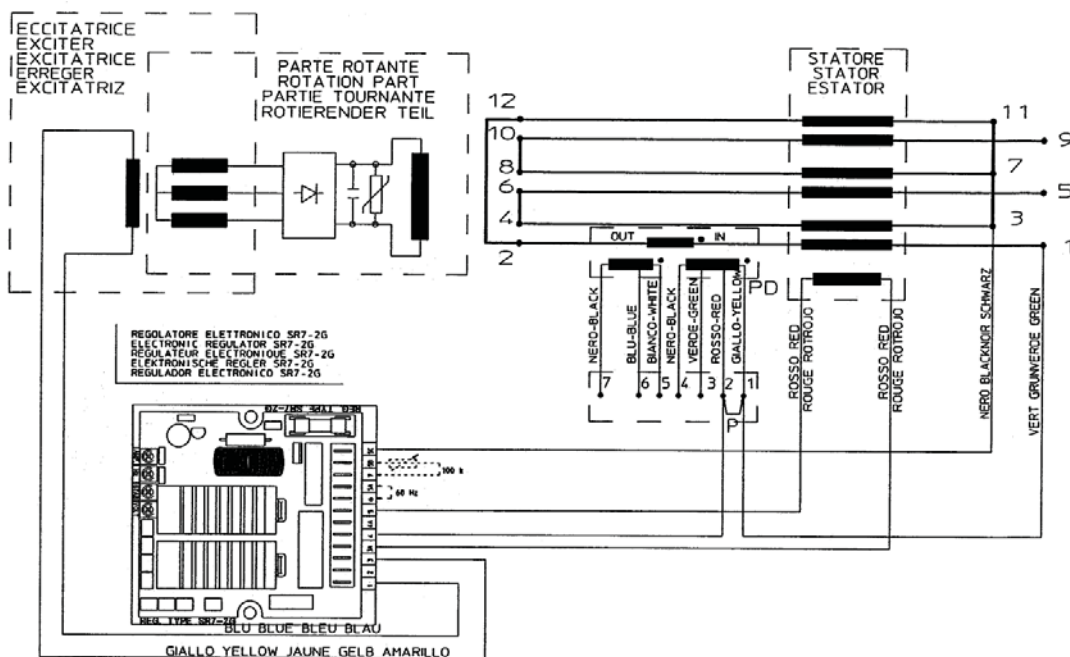 ECCITATRICE
EXCITER
EXCITATRICE
ERREGER
EXCITATRIZ
PARTE ROTANTE
ROTATION PART
PARTIE TOURNANTE
ROTIERENDER TEIL
STATORE
STATOR
ESTATOR
12
11
10
9
8
7
6
5
4
3
2
1
OUT
IN
PD
NERO-BLACK
BLU-BLUE
BIANCO-WHITE
NERO-BLACK
VERDE-GREEN
ROSSO-RED
GIALLO-YELLOW
7
6
5
4
3
2
1
P
ROSSO RED
ROUGE ROTROJO
ROSSO RED
ROUGE ROTROJO
NERO BLACKNOIR SCHWARZ
VERT GRUNVERDE GREEN
REGOLATORE ELETTRONICO SR7-2G
ELECTRONIC REGULATOR SR7-2G
REGULATEUR ELECTRONIQUE SR7-2G
ELEKTRONISCHE REGLER SR7-2G
REGULADOR ELECTRONICO SR7-2G
REG TYPE SR7-2G
100 k
60 Hz
REG. TYPE SR7-2G
BLU BLUE BLEU BLAU
GIALLO YELLOW JAUNE GELB AMARILLO